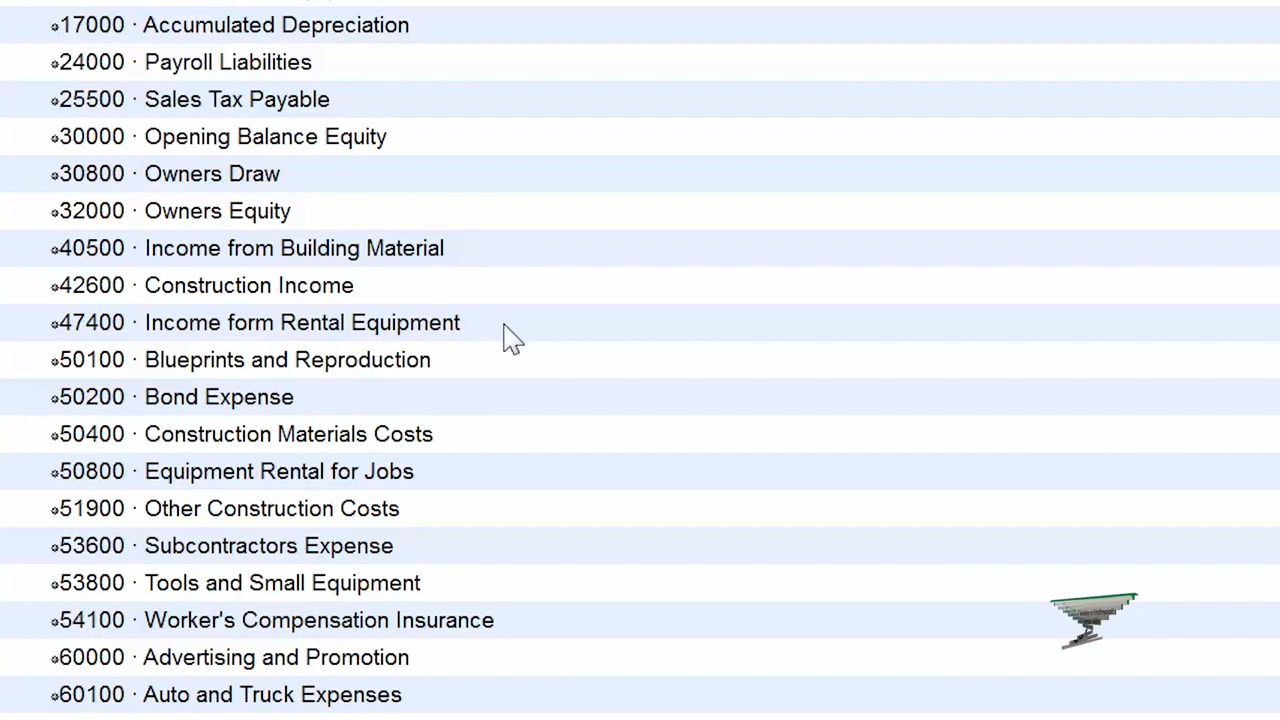 17000 · Accumulated Depreciation
24000 · Payroll Liabilities
25500 · Sales Tax Payable
30000 · Opening Balance Equity
30800 · Owners Draw
32000 · Owners Equity
40500 · Income from Building Material
42600 · Construction Income
47400 · Income form Rental Equipment
50100 · Blueprints and Reproduction
50200 · Bond Expense
50400 · Construction Materials Costs
50800 · Equipment Rental for Jobs
51900 · Other Construction Costs
53600 · Subcontractors Expense
53800 · Tools and Small Equipment
54100 · Worker's Compensation Insurance
60000 · Advertising and Promotion
60100 · Auto and Truck Expenses